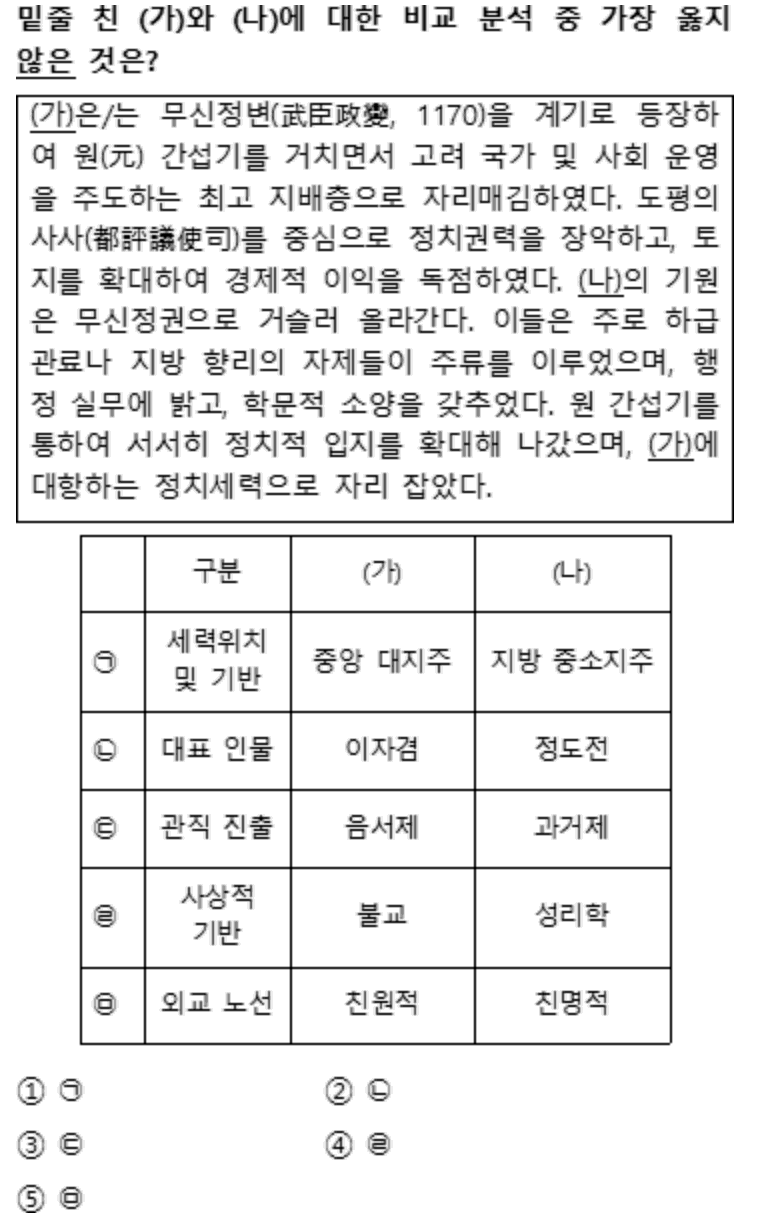 밑줄 친 (가)와 (나)에 대한 비교 분석 중 가장 옳지
않은 것은?
(가)은/는 무신정변(武臣政變, 1170)을 계기로 등장하
여 원(元) 간섭기를 거치면서 고려 국가 및 사회 운영
을 주도하는 최고 지배층으로 자리매김하였다. 도평의
사사(都評議使司)를 중심으로 정치권력을 장악하고, 토
지를 확대하여 경제적 이익을 독점하였다. (나)의 기원
은 무신정권으로 거슬러 올라간다. 이들은 주로 하급
관료나 지방 향리의 자제들이 주류를 이루었으며, 행
정 실무에 밝고, 학문적 소양을 갖추었다. 원 간섭기를
통하여 서서히 정치적 입지를 확대해 나갔으며, (가)에
대항하는 정치세력으로 자리 잡았다.
구분 (가) (나)
㉠ 세력위치 및 기반 중앙 대지주 지방 중소지주
㉡ 대표 인물 이자겸 정도전
㉢ 관직 진출 음서제 과거제
㉣ 사상적 기반 불교 성리학
㉤ 외교 노선 친원적 친명적
① ㉠ ② ㉡
③ ㉢ ④ ㉣
⑤ ㉤